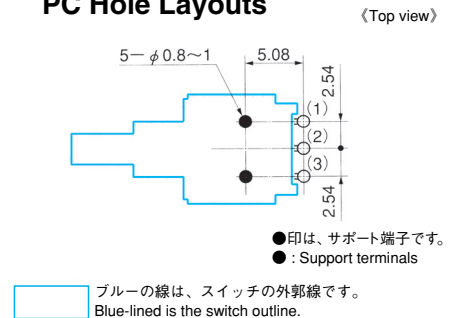 PC Hole Layouts
《Top view》
5－φ0.8〜1
5.08
2.54
(1)
(2)
(3)
2.54
●印は、サポート端子です。
● : Support terminals
ブルーの線は、スイッチの外郭線です。
Blue-lined is the switch outline.